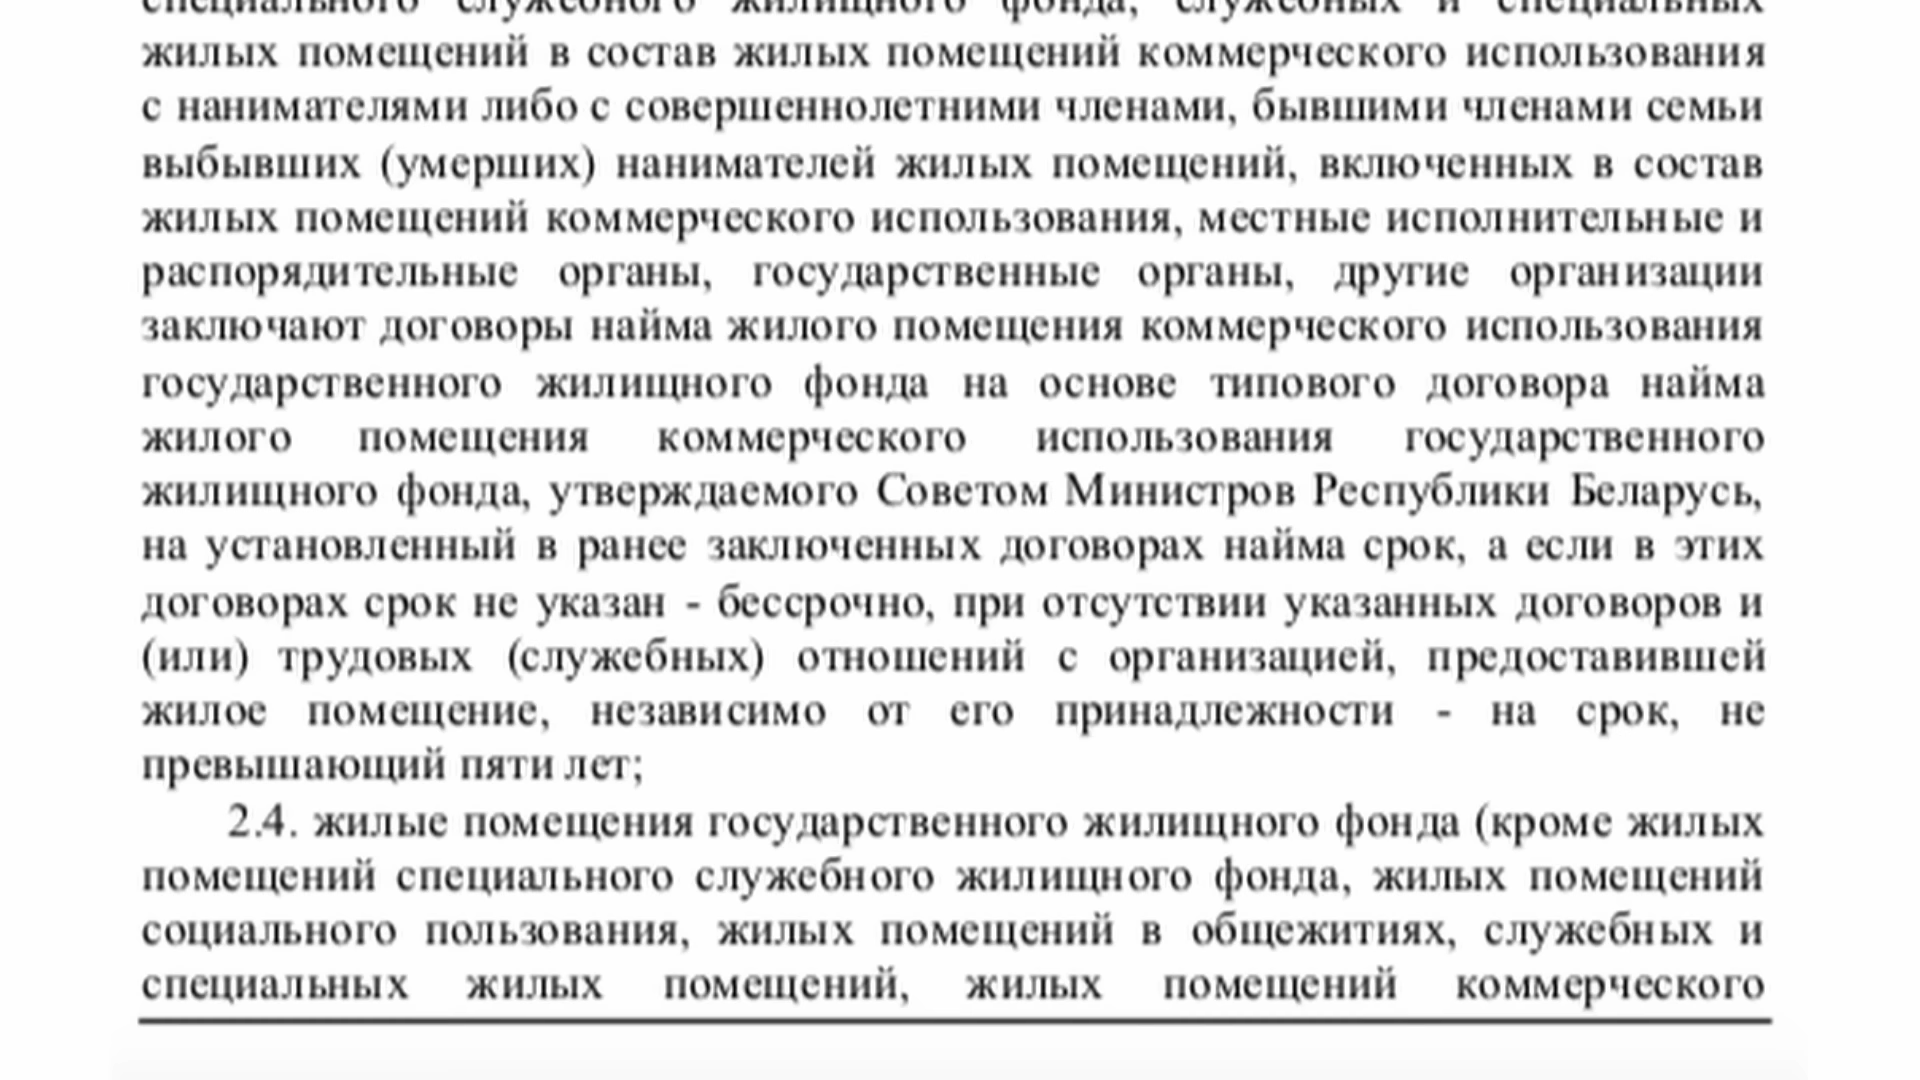 специального служебного жилищного фонда, служебных и специальных
жилых помещений в состав жилых помещений коммерческого использования
с нанимателями либо с совершеннолетними членами, бывшими членами семьи
выбывших (умерших) нанимателей жилых помещений, включенных в состав
жилых помещений коммерческого использования, местные исполнительные и
распорядительные органы, государственные органы, другие организации
заключают договоры найма жилого помещения коммерческого использования
государственного жилищного фонда на основе типового договора найма
жилого помещения коммерческого использования государственного
жилищного фонда, утверждаемого Советом Министров Республики Беларусь,
на установленный в ранее заключенных договорах найма срок, а если в этих
договорах срок не указан - бессрочно, при отсутствии указанных договоров и
(или) трудовых (служебных) отношений с организацией, предоставившей
жилое помещение, независимо от его принадлежности - на срок, не
превышающий пяти лет;
2.4. жилые помещения государственного жилищного фонда (кроме жилых
помещений специального служебного жилищного фонда, жилых помещений
социального пользования, жилых помещений в общежитиях, служебных и
специальных жилых помещений, жилых помещений коммерческого